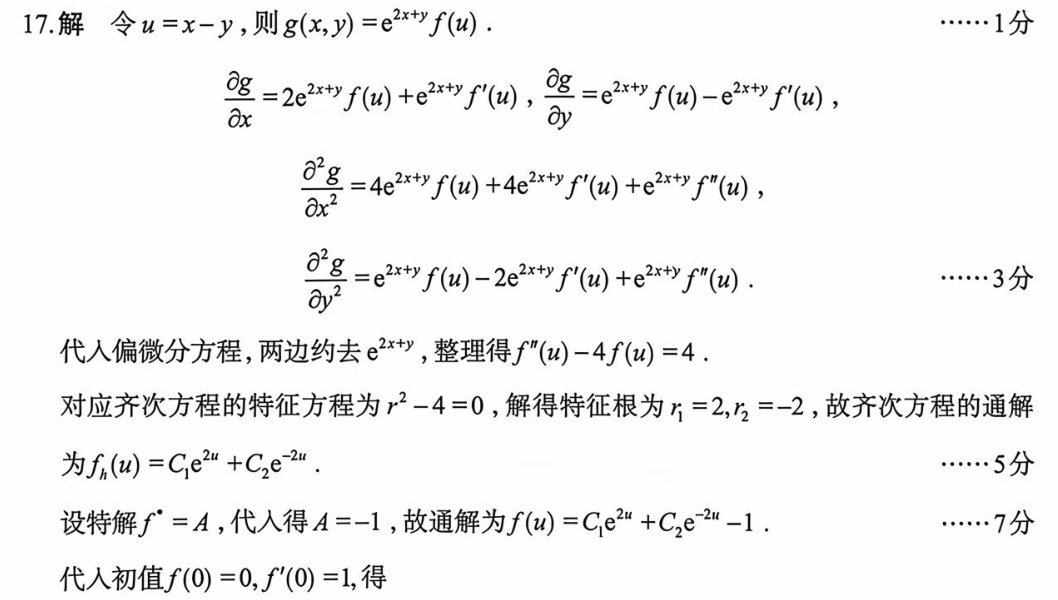 17.解 令 u = x − y ,则 g(x,y) = e^{2x+y} f(u) . ……1分
∂g/∂x = 2e^{2x+y} f(u) + e^{2x+y} f′(u) , ∂g/∂y = e^{2x+y} f(u) − e^{2x+y} f′(u) ,
∂²g/∂x² = 4e^{2x+y} f(u) + 4e^{2x+y} f′(u) + e^{2x+y} f″(u) ,
∂²g/∂y² = e^{2x+y} f(u) − 2e^{2x+y} f′(u) + e^{2x+y} f″(u) . ……3分
代入偏微分方程,两边约去 e^{2x+y} ,整理得 f″(u) − 4f(u) = 4 .
对应齐次方程的特征方程为 r² − 4 = 0 ,解得特征根为 r₁ = 2, r₂ = −2 ,故齐次方程的通解
为 f_h(u) = C₁e^{2u} + C₂e^{−2u} . ……5分
设特解 f^• = A ,代入得 A = −1 ,故通解为 f(u) = C₁e^{2u} + C₂e^{−2u} − 1 . ……7分
代入初值 f(0) = 0, f′(0) = 1, 得